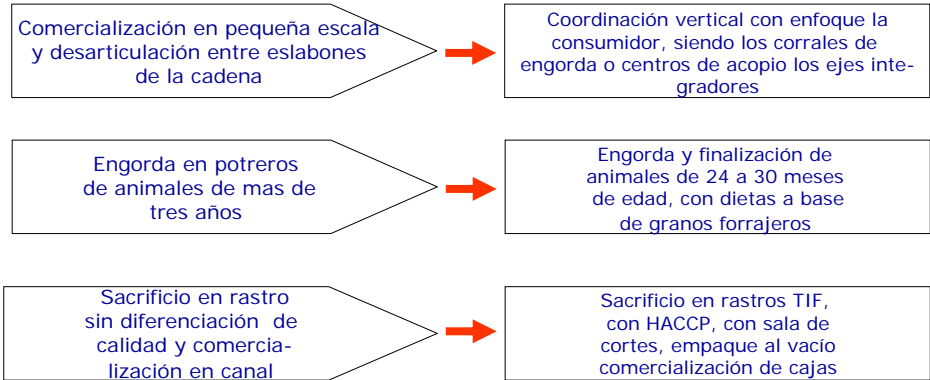 Comercialización en pequeña escala
y desarticulación entre eslabones
de la cadena
Coordinación vertical con enfoque la
consumidor, siendo los corrales de
engorda o centros de acopio los ejes inte-
gradores
Engorda en potreros
de animales de mas de
tres años
Engorda y finalización de
animales de 24 a 30 meses
de edad, con dietas a base
de granos forrajeros
Sacrificio en rastro
sin diferenciación de
calidad y comercia-
lización en canal
Sacrificio en rastros TIF,
con HACCP, con sala de
cortes, empaque al vacío
comercialización de cajas